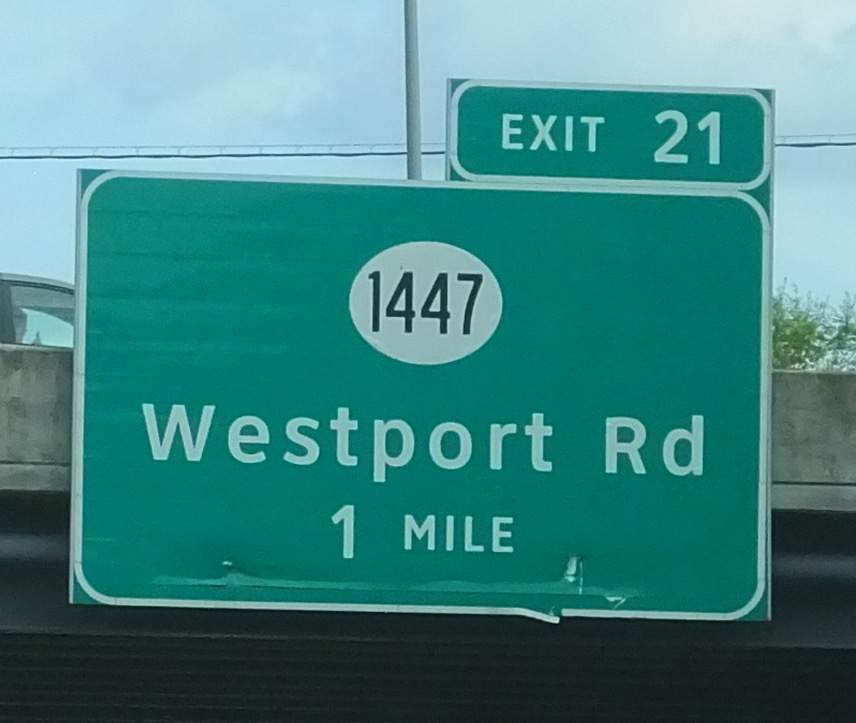 EXIT 21
1447
Westport Rd
1 MILE